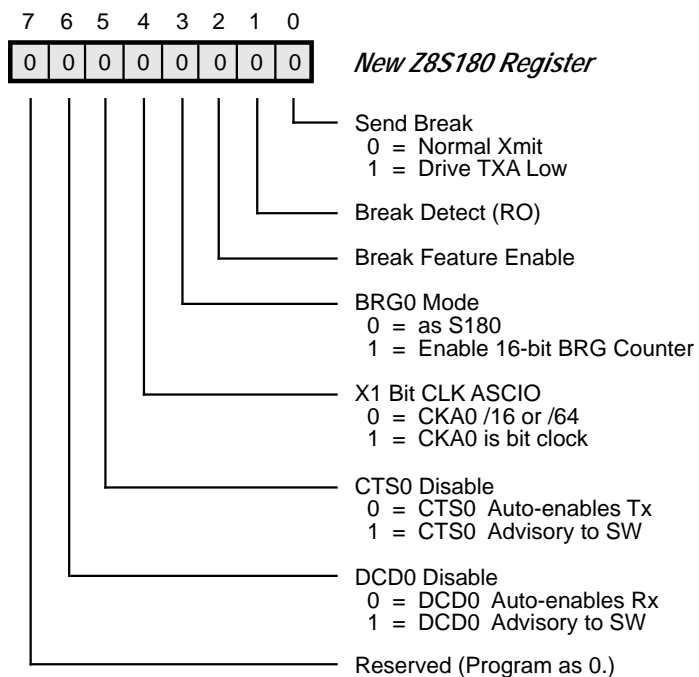 7 6 5 4 3 2 1 0
0 0 0 0 0 0 0 0
New Z8S180 Register
Send Break
0 = Normal Xmit
1 = Drive TXA Low
Break Detect (RO)
Break Feature Enable
BRG0 Mode
0 = as S180
1 = Enable 16-bit BRG Counter
X1 Bit CLK ASCIO
0 = CKA0 /16 or /64
1 = CKA0 is bit clock
CTS0 Disable
0 = CTS0 Auto-enables Tx
1 = CTS0 Advisory to SW
DCD0 Disable
0 = DCD0 Auto-enables Rx
1 = DCD0 Advisory to SW
Reserved (Program as 0.)